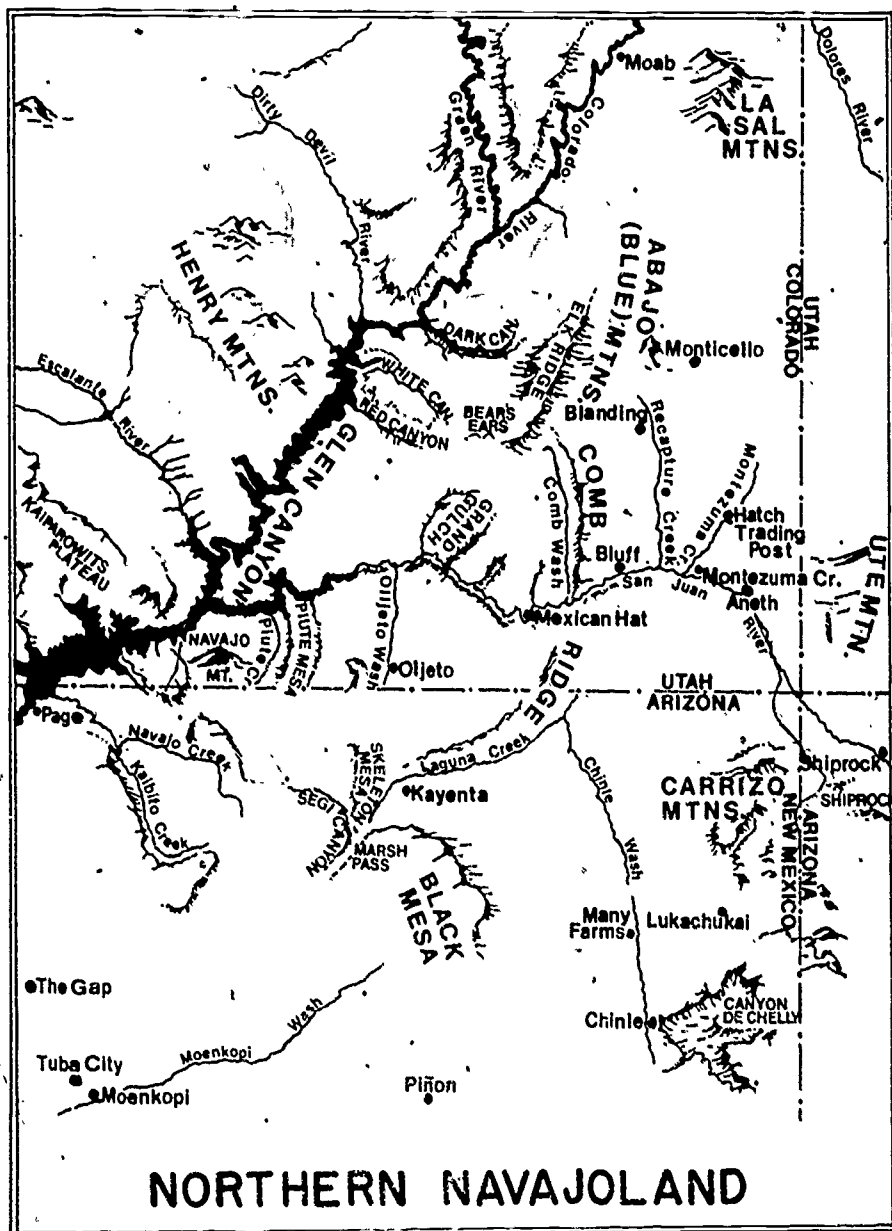 Moab
Dolores
River
LA
SAL
MTNS.
Dirty
Devil
River
Green
River
Colorado
River
HENRY MTNS.
ABAJO
(BLUE) MTNS.
UTAH
COLORADO
DARK CAN.
ELK RIDGE
Monticello
WHITE CAN.
RED CANYON
BEARS
EARS
Blanding
Escalante
River
GLEN CANYON
Recapture
Creek
Montezuma
Cr.
COMB
Comb Wash
GRAND
GULCH
Hatch
Trading
Post
KAIPAROWITS
PLATEAU
Bluff
San
Juan
River
Montezuma Cr.
Aneth
UTE MTN.
Mexican Hat
NAVAJO
MT.
Piute Cr.
PIUTE MESA
Oljeto Wash
Oljeto
RIDGE
UTAH
ARIZONA
Page
Navajo
Creek
Kaibito
Creek
SKELETON
MESA
Laguna Creek
Kayenta
SEGI CANYON
MARSH
PASS
Chinle
Wash
CARRIZO
MTNS.
Shiprock
SHIPROCK
ARIZONA
NEW MEXICO
BLACK
MESA
Many
Farms
Lukachukai
The Gap
Chinle
CANYON
DE CHELLY
Moenkopi
Wash
Tuba City
Moenkopi
Piñon
NORTHERN NAVAJOLAND